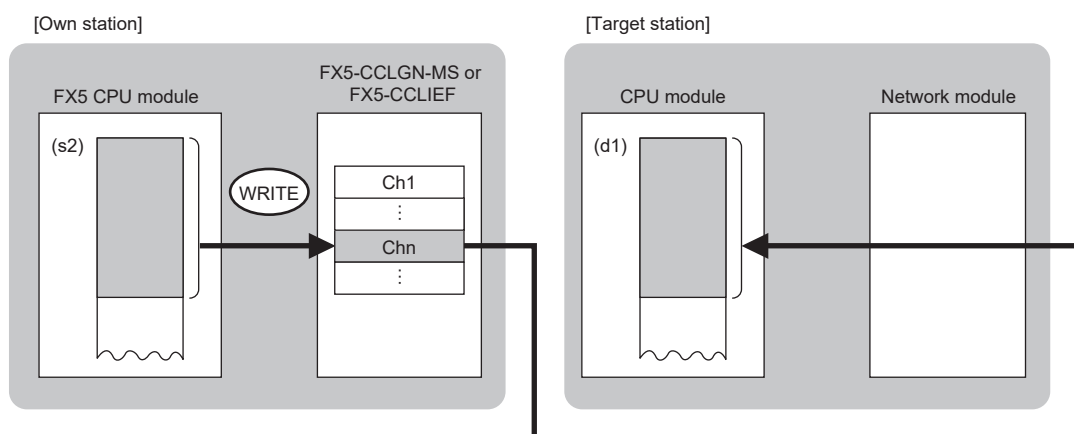 [Own station]
[Target station]
FX5 CPU module
FX5-CCLGN-MS or
FX5-CCLIEF
CPU module
Network module
(s2)
WRITE
Ch1
⋮
Chn
⋮
(d1)